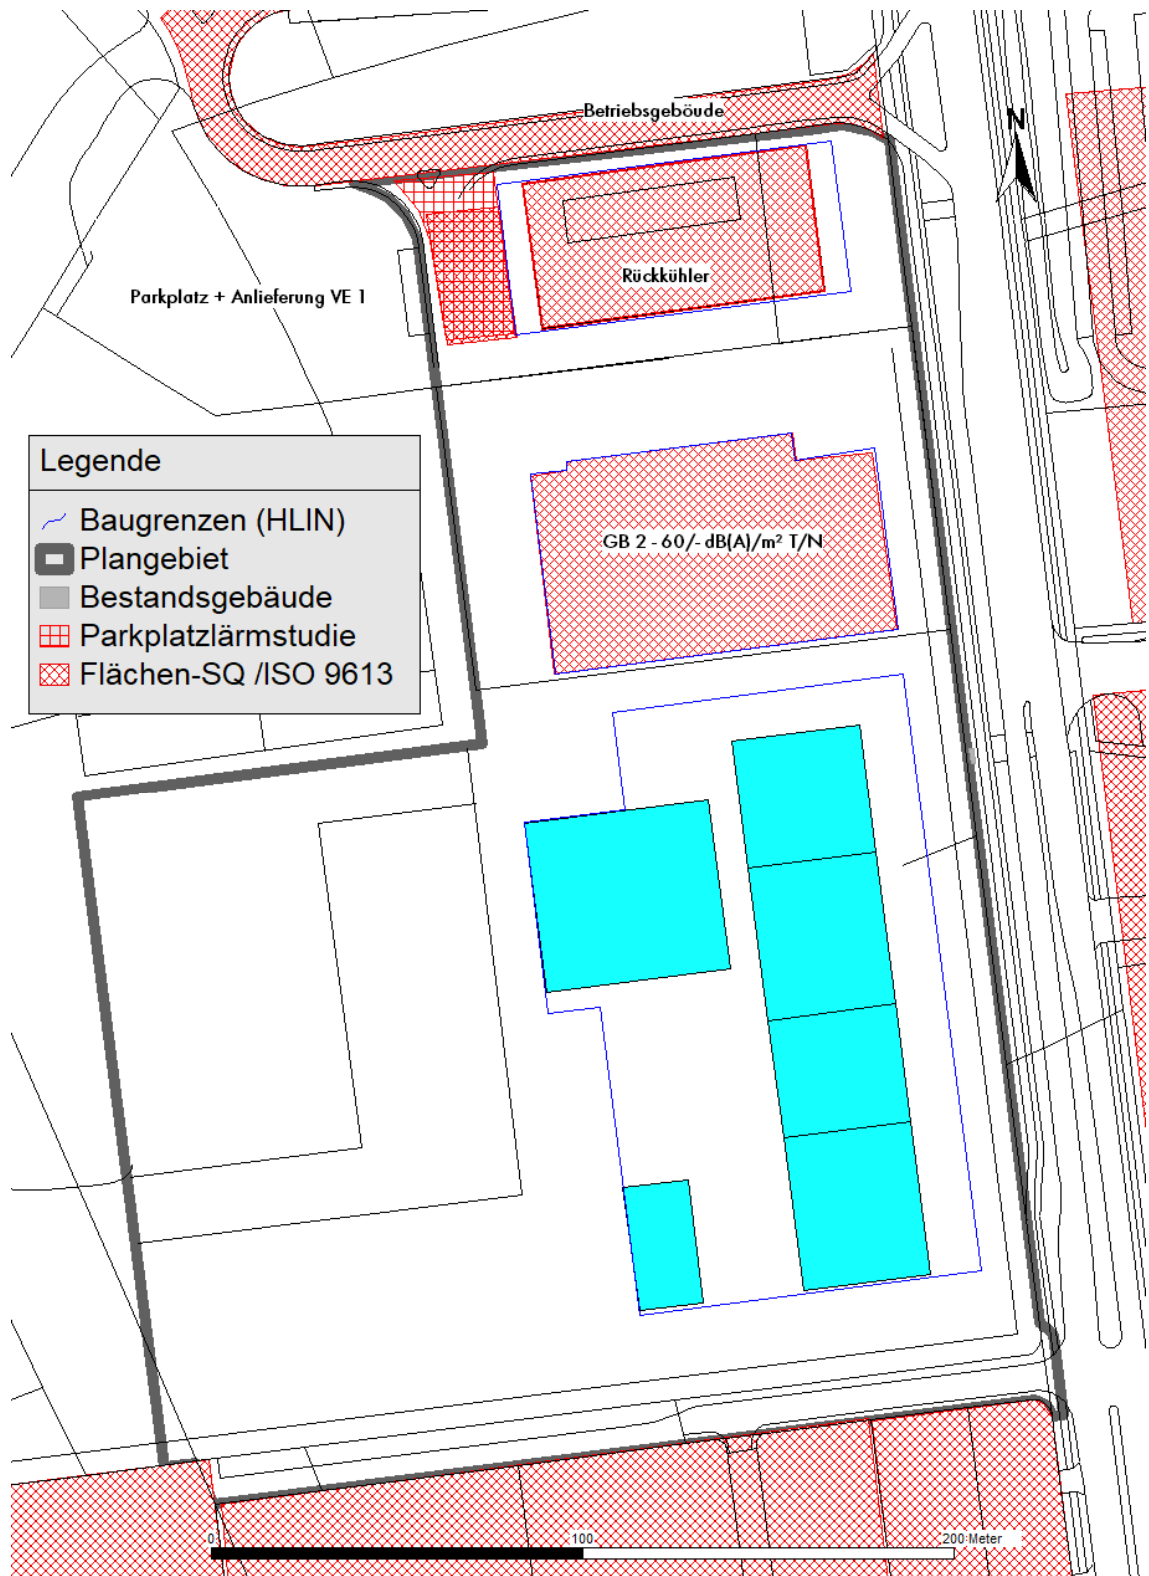 Betriebsgeböude
N
Rückkühler
Parkplatz + Anlieferung VE 1
Legende
Baugrenzen (HLIN)
Plangebiet
Bestandsgebäude
Parkplatzlärmstudie
Flächen-SQ /ISO 9613
GB 2 - 60/- dB(A)/m² T/N
0 100 200 Meter